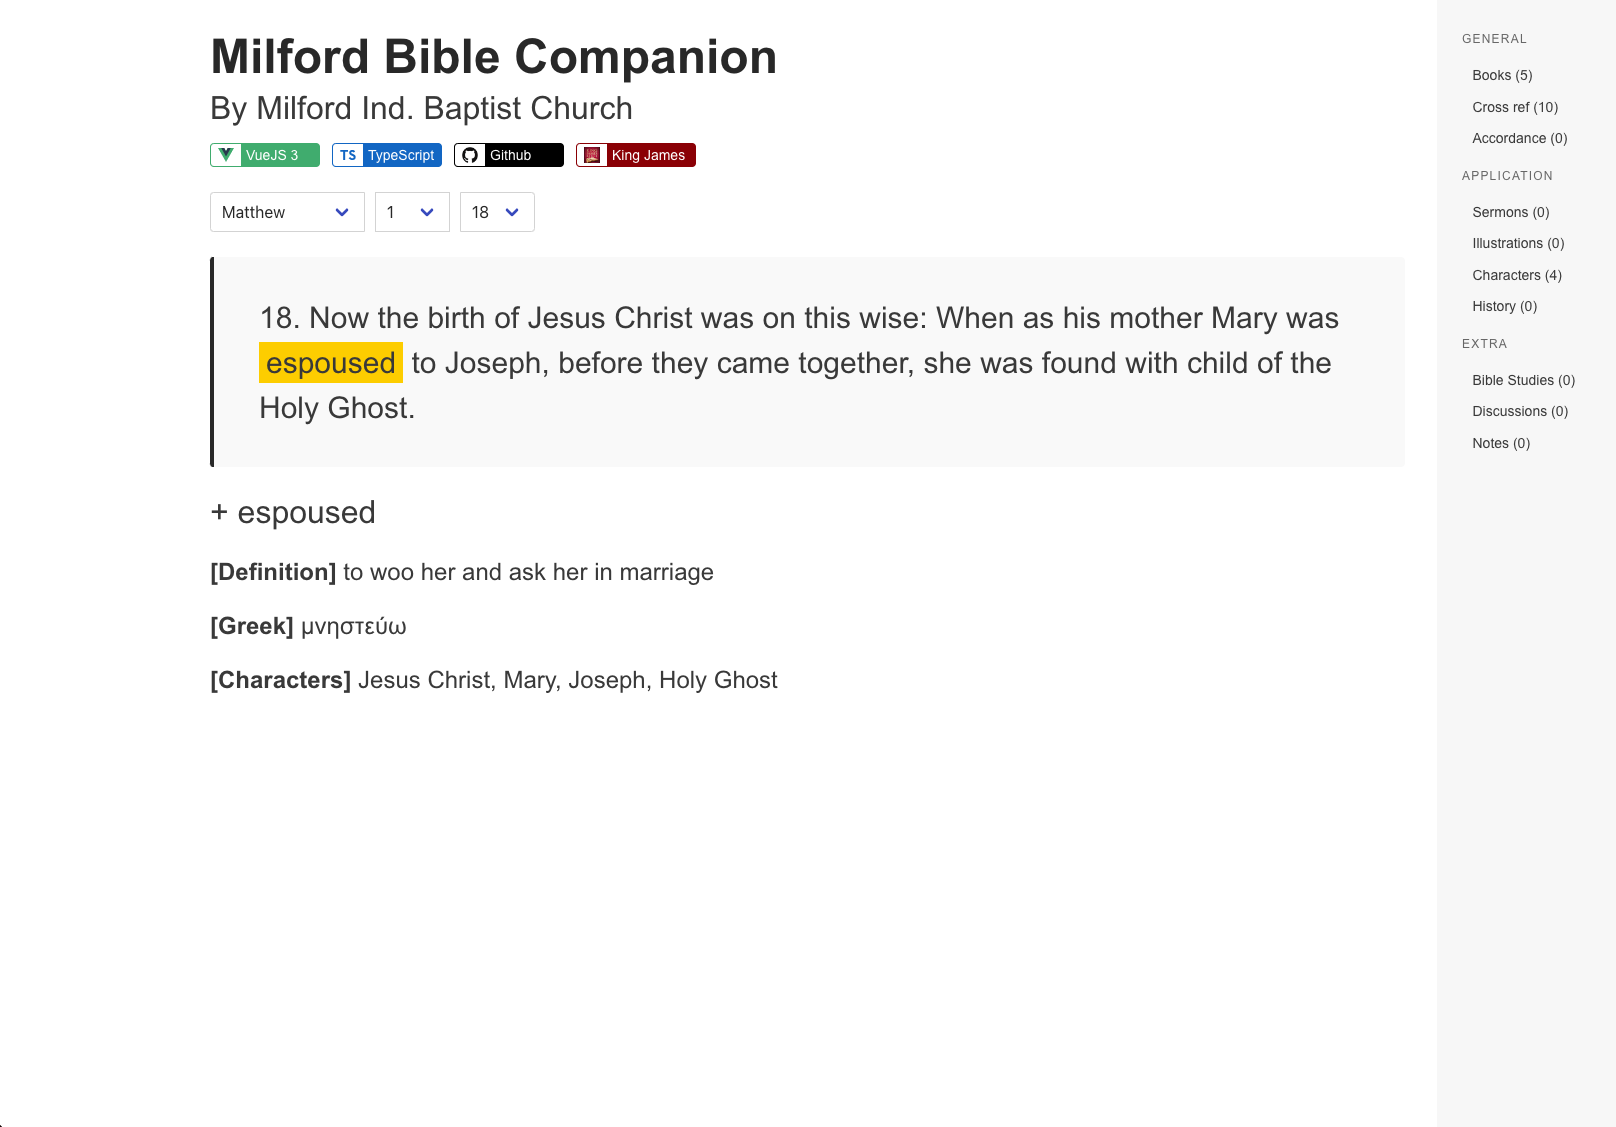 Milford Bible Companion
By Milford Ind. Baptist Church
VueJS 3 TS TypeScript Github King James
Matthew 1 18
18. Now the birth of Jesus Christ was on this wise: When as his mother Mary was
espoused to Joseph, before they came together, she was found with child of the
Holy Ghost.
+ espoused
[Definition] to woo her and ask her in marriage
[Greek] μνηστεύω
[Characters] Jesus Christ, Mary, Joseph, Holy Ghost
GENERAL
Books (5)
Cross ref (10)
Accordance (0)
APPLICATION
Sermons (0)
Illustrations (0)
Characters (4)
History (0)
EXTRA
Bible Studies (0)
Discussions (0)
Notes (0)